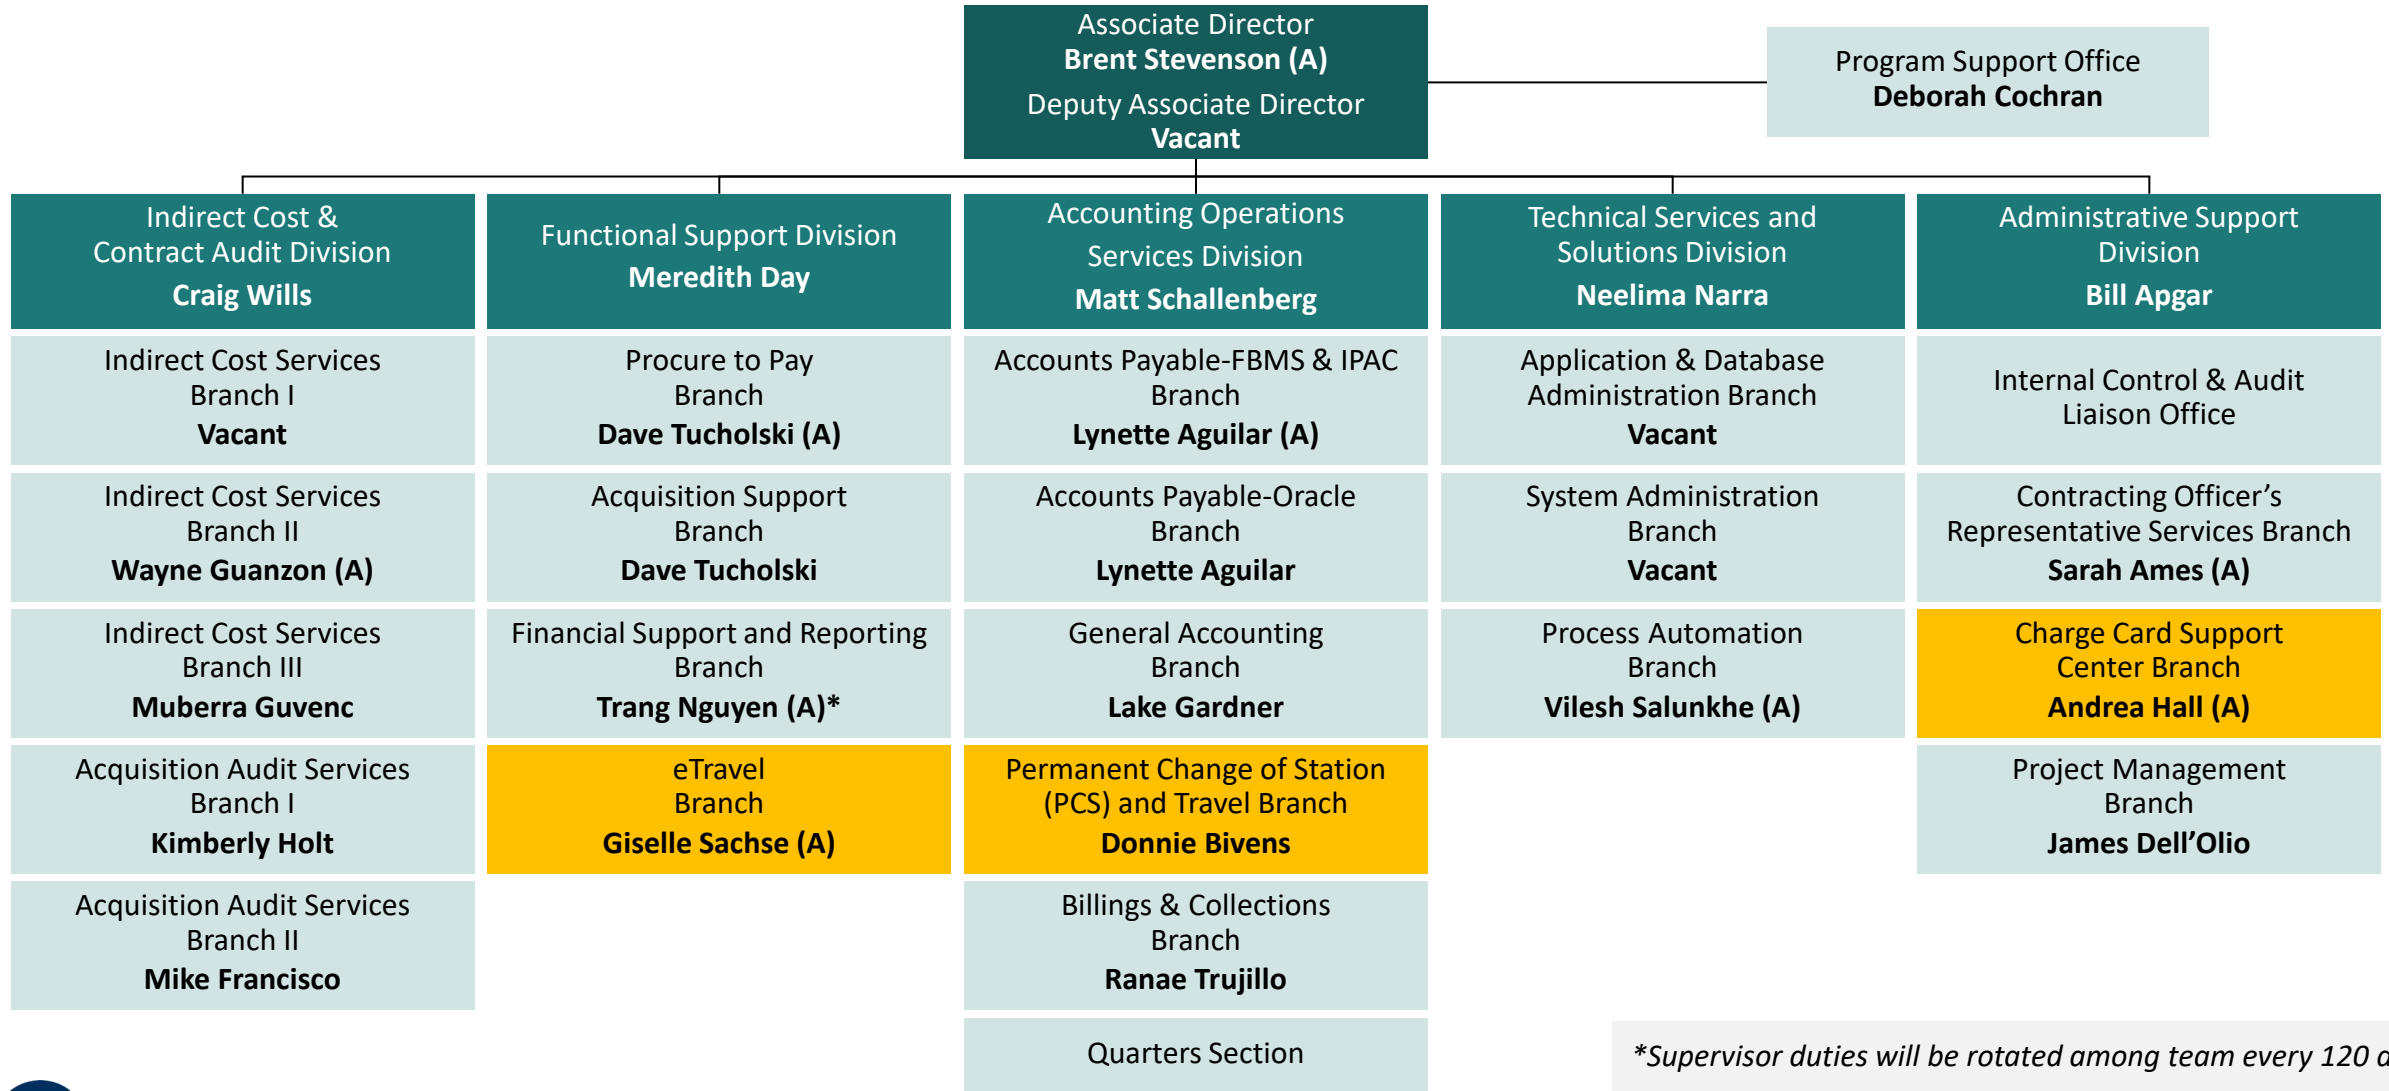 Associate Director
Brent Stevenson (A)
Deputy Associate Director
Vacant
Program Support Office
Deborah Cochran
Indirect Cost &
Contract Audit Division
Craig Wills
Indirect Cost Services
Branch I
Vacant
Indirect Cost Services
Branch II
Wayne Guanzon (A)
Indirect Cost Services
Branch III
Muberra Guvenc
Acquisition Audit Services
Branch I
Kimberly Holt
Acquisition Audit Services
Branch II
Mike Francisco
Functional Support Division
Meredith Day
Procure to Pay
Branch
Dave Tucholski (A)
Acquisition Support
Branch
Dave Tucholski
Financial Support and Reporting
Branch
Trang Nguyen (A)*
eTravel
Branch
Giselle Sachse (A)
Accounting Operations
Services Division
Matt Schallenberg
Accounts Payable-FBMS & IPAC
Branch
Lynette Aguilar (A)
Accounts Payable-Oracle
Branch
Lynette Aguilar
General Accounting
Branch
Lake Gardner
Permanent Change of Station
(PCS) and Travel Branch
Donnie Bivens
Billings & Collections
Branch
Ranae Trujillo
Quarters Section
Technical Services and
Solutions Division
Neelima Narra
Application & Database
Administration Branch
Vacant
System Administration
Branch
Vacant
Process Automation
Branch
Vilesh Salunkhe (A)
Administrative Support
Division
Bill Apgar
Internal Control & Audit
Liaison Office
Contracting Officer’s
Representative Services Branch
Sarah Ames (A)
Charge Card Support
Center Branch
Andrea Hall (A)
Project Management
Branch
James Dell’Olio
*Supervisor duties will be rotated among team every 120